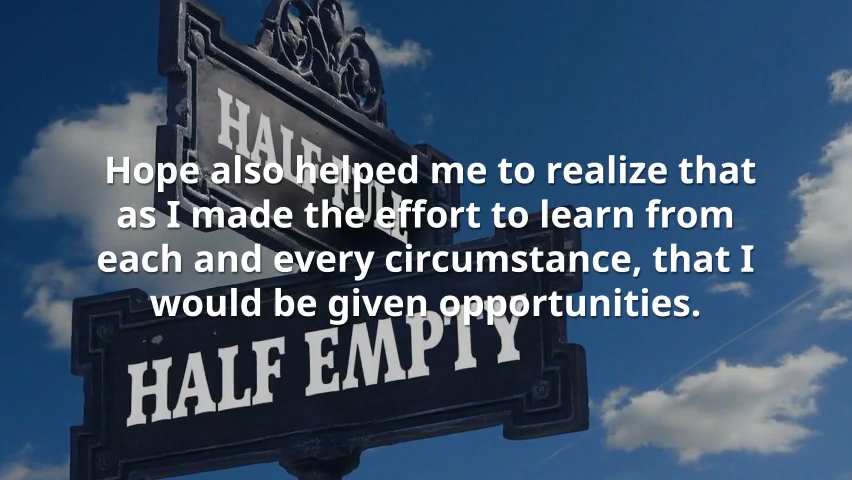 HALF FULL
Hope also helped me to realize that
as I made the effort to learn from
each and every circumstance, that I
would be given opportunities.
HALF EMPTY